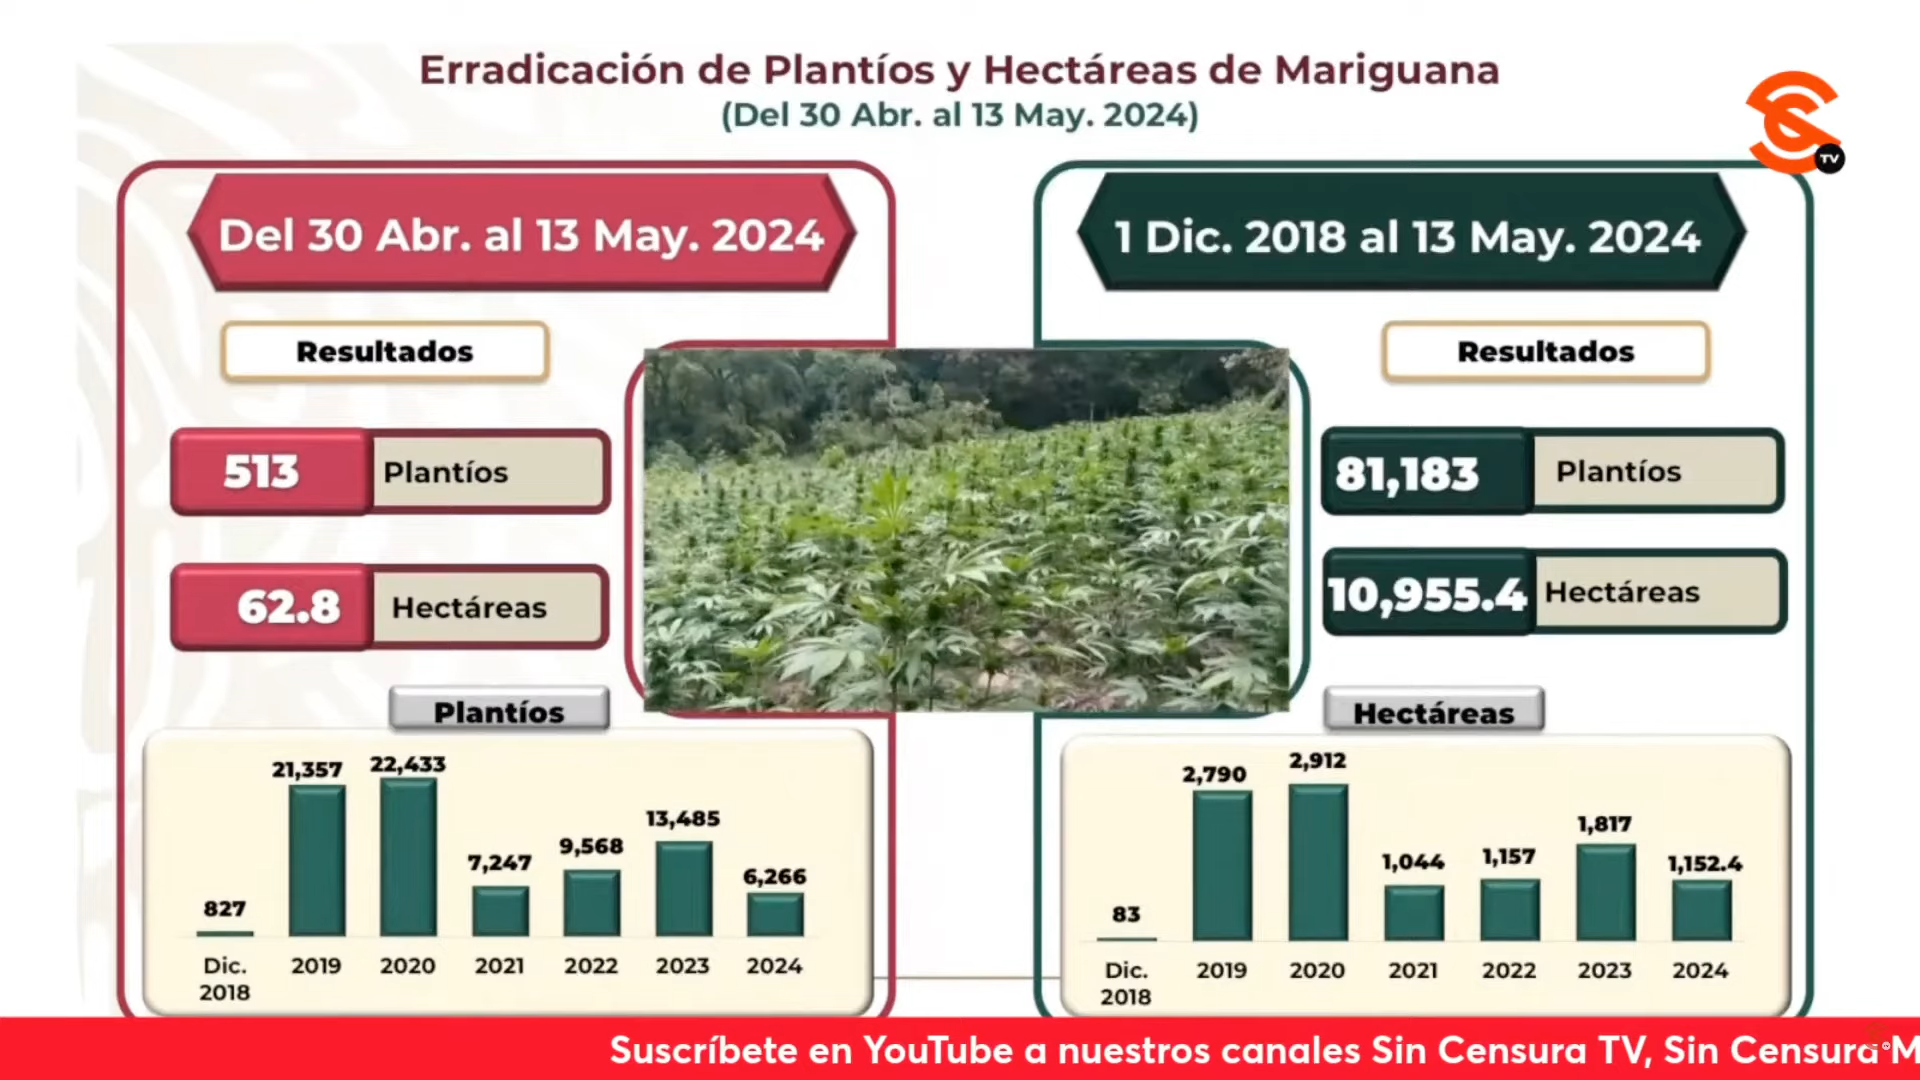 Erradicación de Plantíos y Hectáreas de Mariguana
(Del 30 Abr. al 13 May. 2024)
TV
Del 30 Abr. al 13 May. 2024
Resultados
513 Plantíos
62.8 Hectáreas
1 Dic. 2018 al 13 May. 2024
Resultados
81,183 Plantíos
10,955.4 Hectáreas
Plantíos
827 21,357 22,433 7,247 9,568 13,485 6,266
Dic. 2019 2020 2021 2022 2023 2024
2018
Hectáreas
83 2,790 2,912 1,044 1,157 1,817 1,152.4
Dic. 2019 2020 2021 2022 2023 2024
2018
Suscríbete en YouTube a nuestros canales Sin Censura TV, Sin Censura M